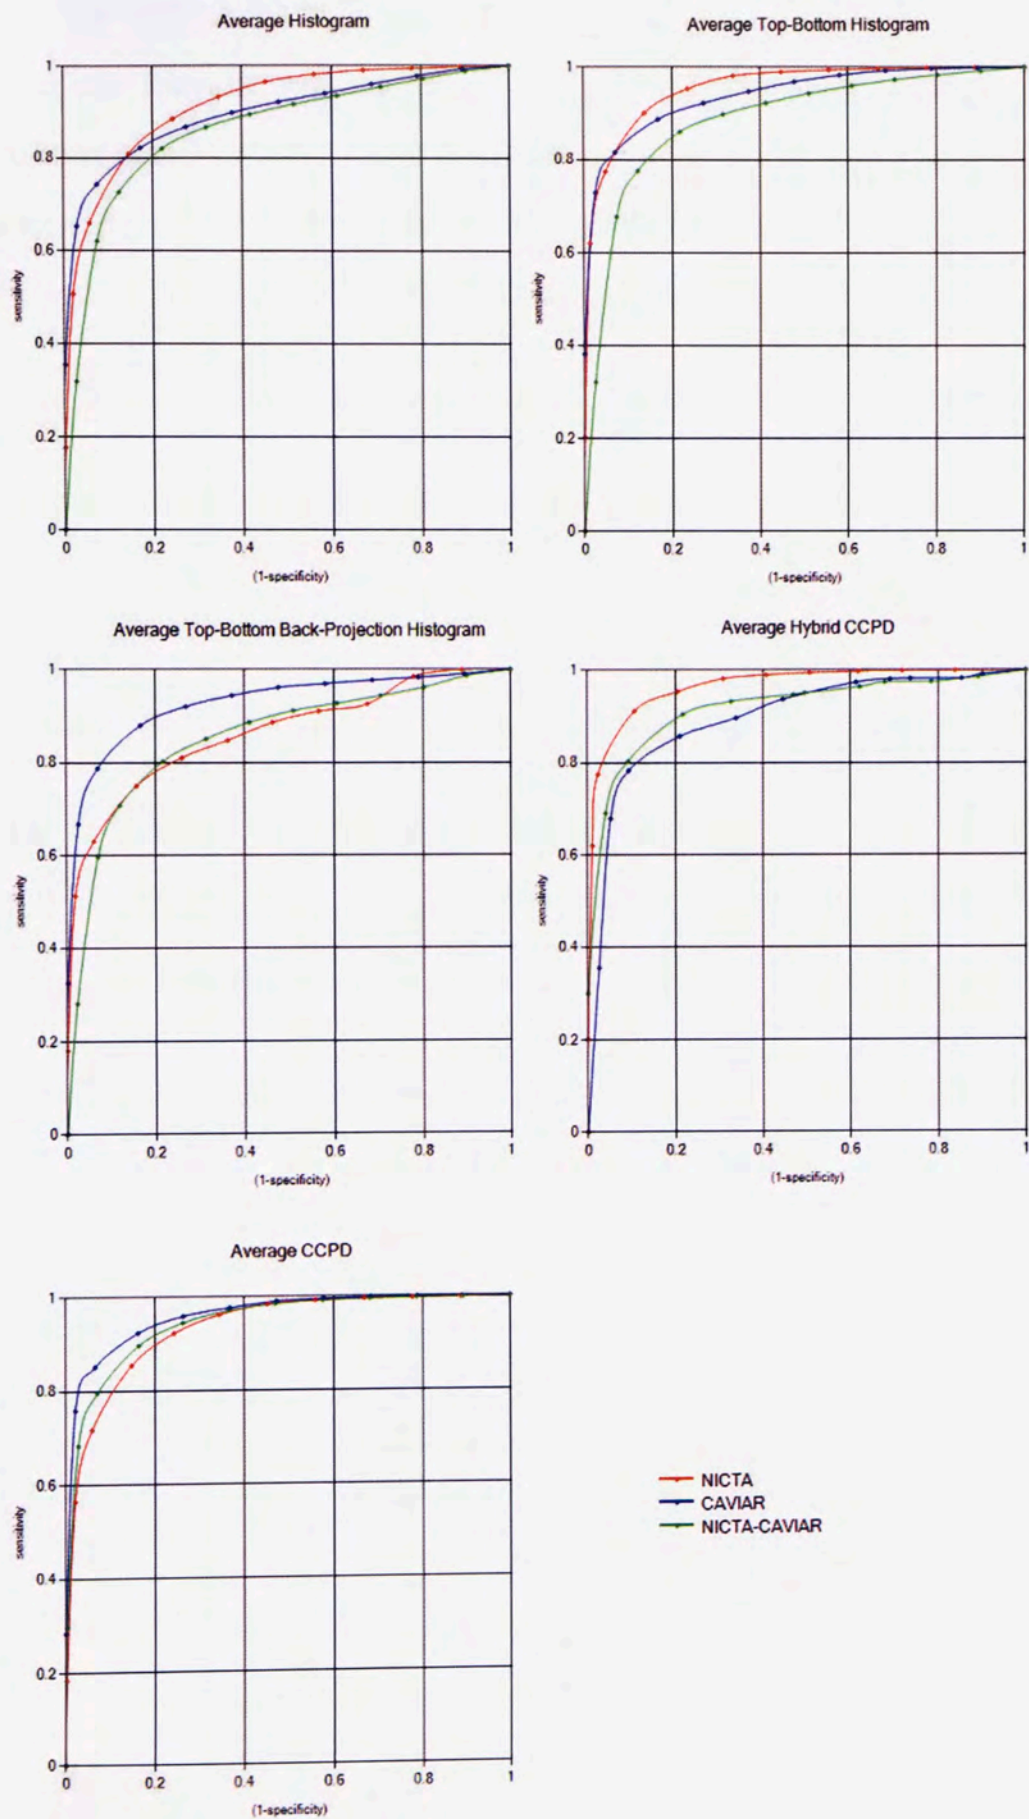 Average Histogram
1
0.8
0.6
0.4
0.2
0
sensitivity
0 0.2 0.4 0.6 0.8 1
(1-specificity)
Average Top-Bottom Histogram
1
0.8
0.6
0.4
0.2
0
sensitivity
0 0.2 0.4 0.6 0.8 1
(1-specificity)
Average Top-Bottom Back-Projection Histogram
1
0.8
0.6
0.4
0.2
0
sensitivity
0 0.2 0.4 0.6 0.8 1
(1-specificity)
Average Hybrid CCPD
1
0.8
0.6
0.4
0.2
0
sensitivity
0 0.2 0.4 0.6 0.8 1
(1-specificity)
Average CCPD
1
0.8
0.6
0.4
0.2
0
sensitivity
0 0.2 0.4 0.6 0.8 1
(1-specificity)
NICTA
CAVIAR
NICTA-CAVIAR